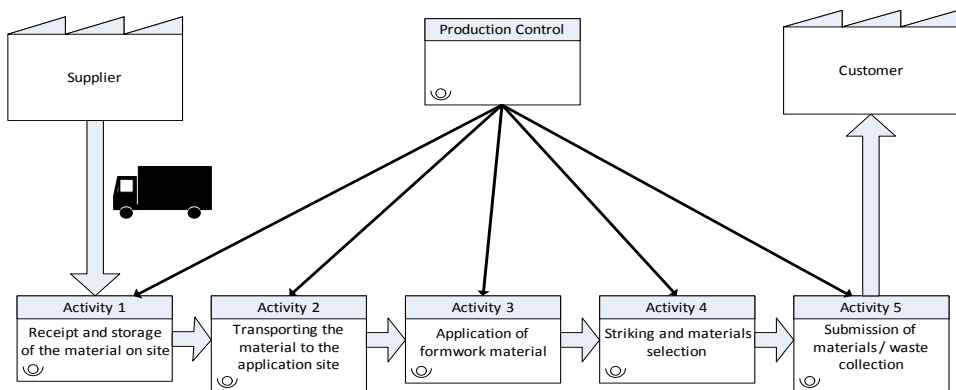 Supplier
Production Control
Customer
Activity 1
Receipt and storage
of the material on site
Activity 2
Transporting the
material to the
application site
Activity 3
Application of
formwork material
Activity 4
Striking and materials
selection
Activity 5
Submission of
materials / waste
collection